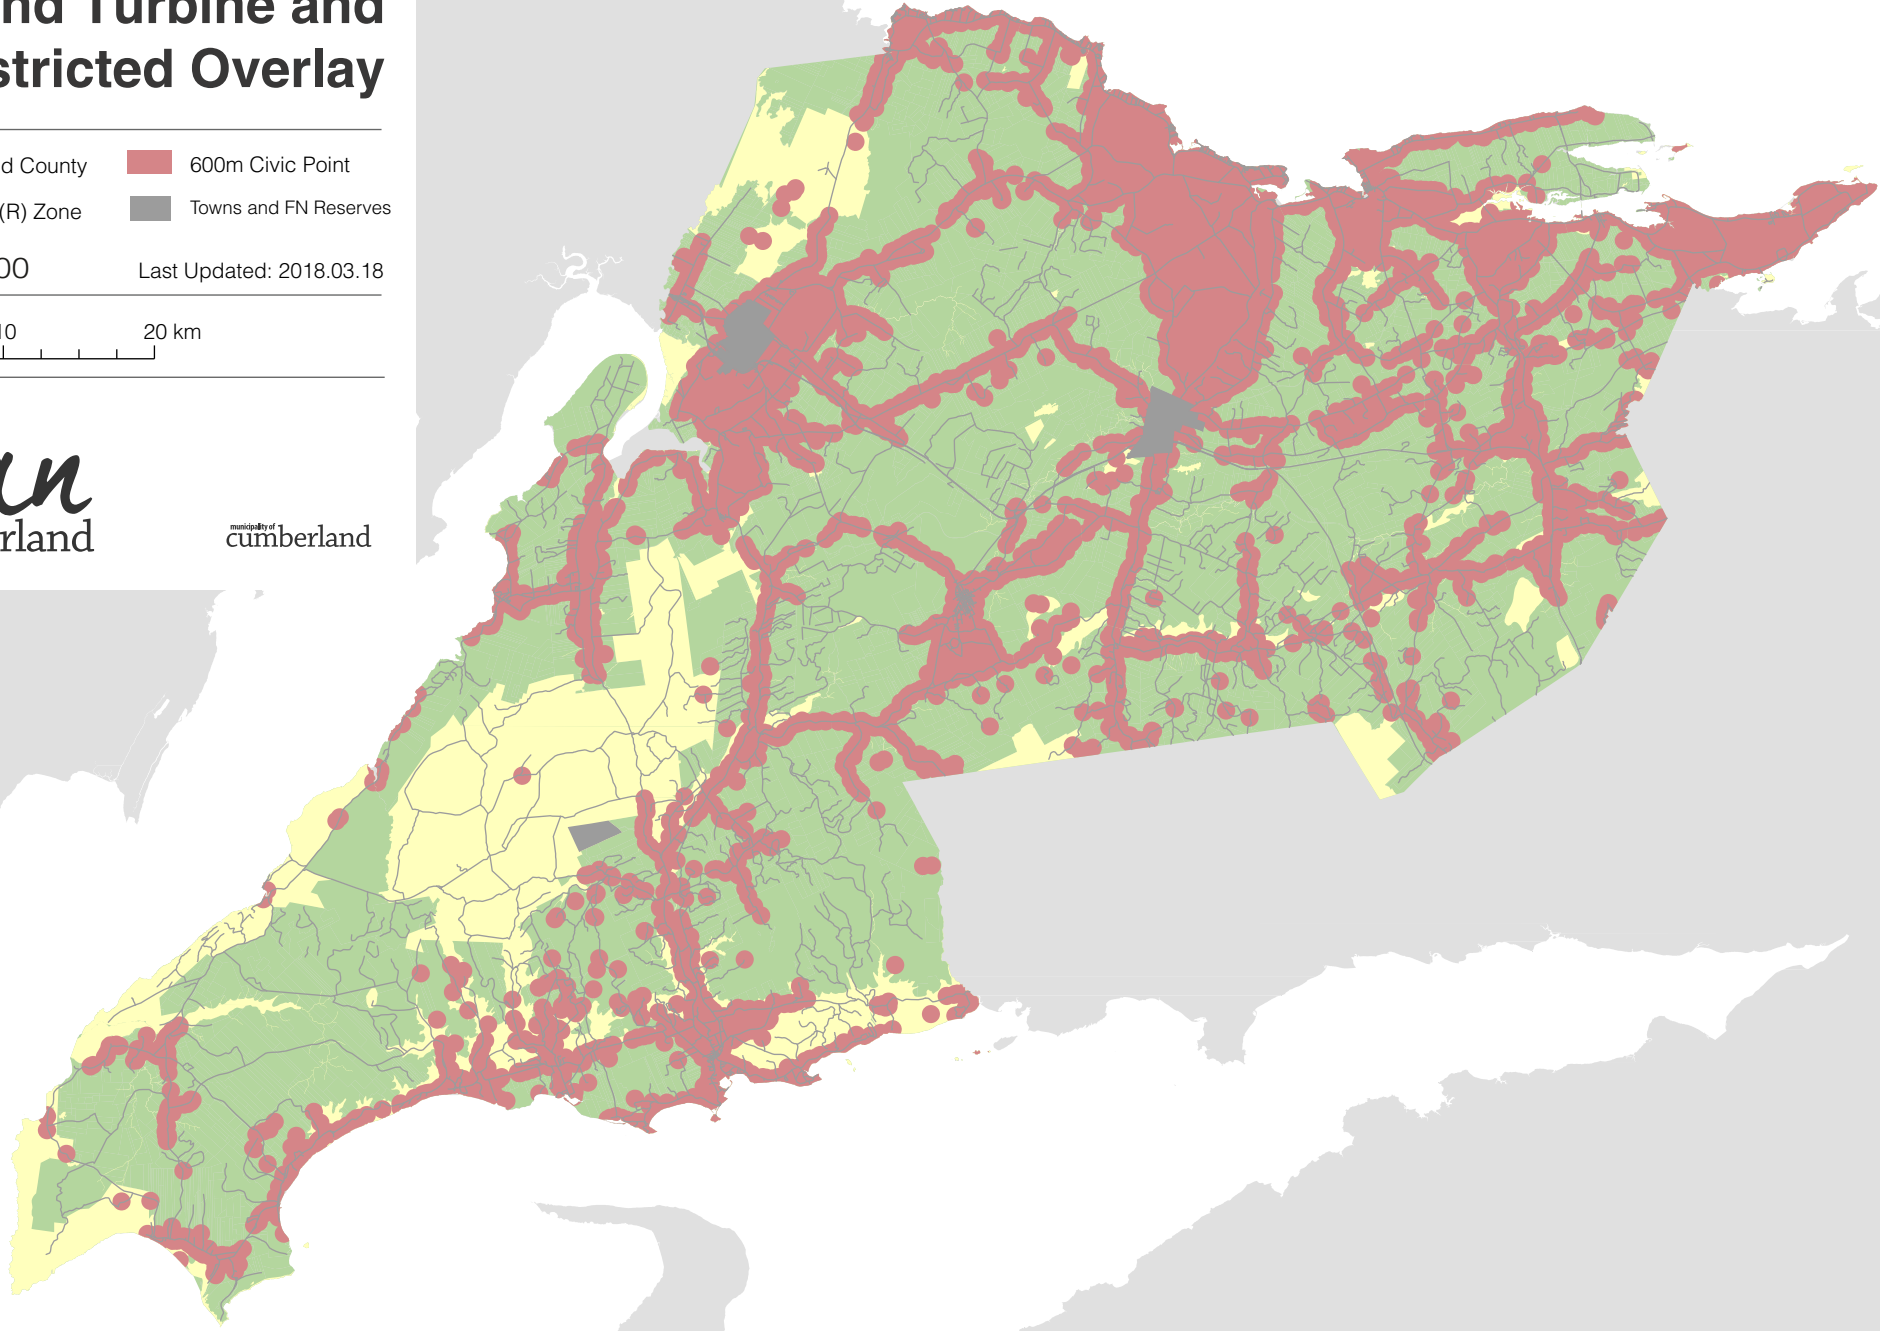 nd Turbine and
stricted Overlay
d County
600m Civic Point
(R) Zone
Towns and FN Reserves
00
Last Updated: 2018.03.18
10
20 km
an
rland
municipality of
cumberland